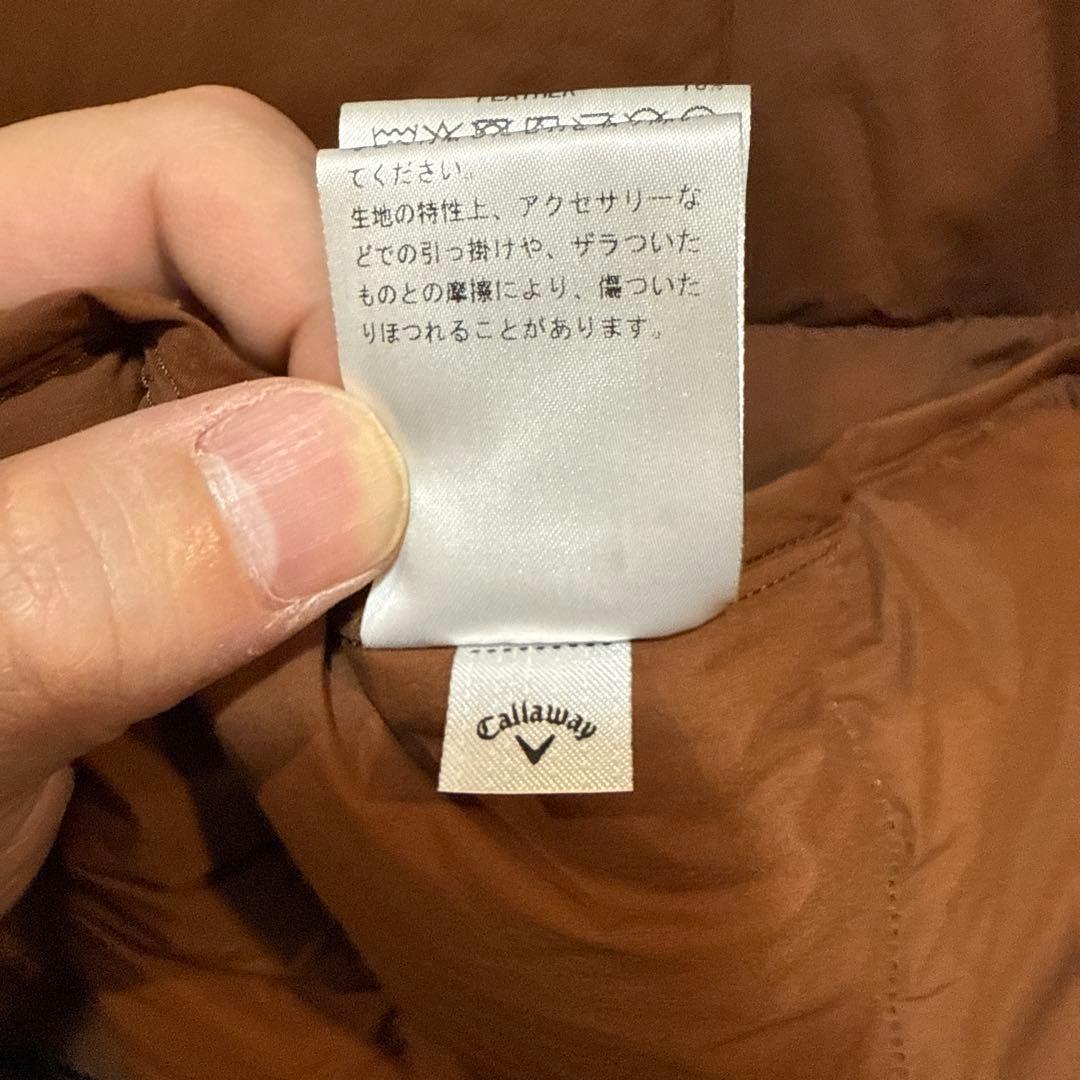 FEATHER 10%
てください。
生地の特性上、アクセサリーな
どでの引っ掛けや、ザラついた
ものとの摩擦により、傷ついた
りほつれることがあります。
Callaway